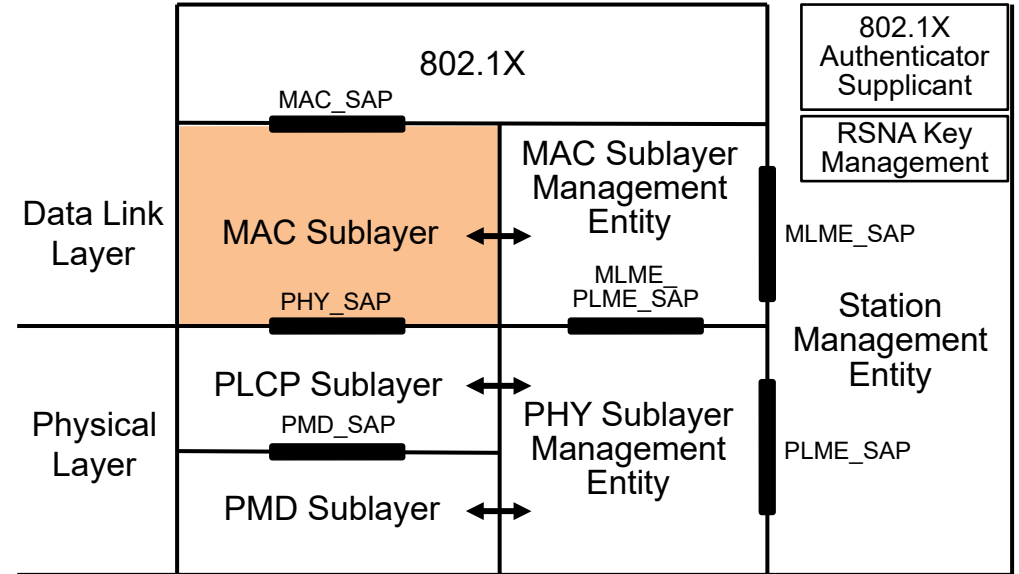 802.1X
802.1X
Authenticator
Supplicant
MAC_SAP
RSNA Key
Management
Data Link
Layer
MAC Sublayer
MAC Sublayer
Management
Entity
MLME_SAP
MLME_
PLME_SAP
PHY_SAP
Station
Management
Entity
Physical
Layer
PLCP Sublayer
PMD_SAP
PHY Sublayer
Management
Entity
PLME_SAP
PMD Sublayer